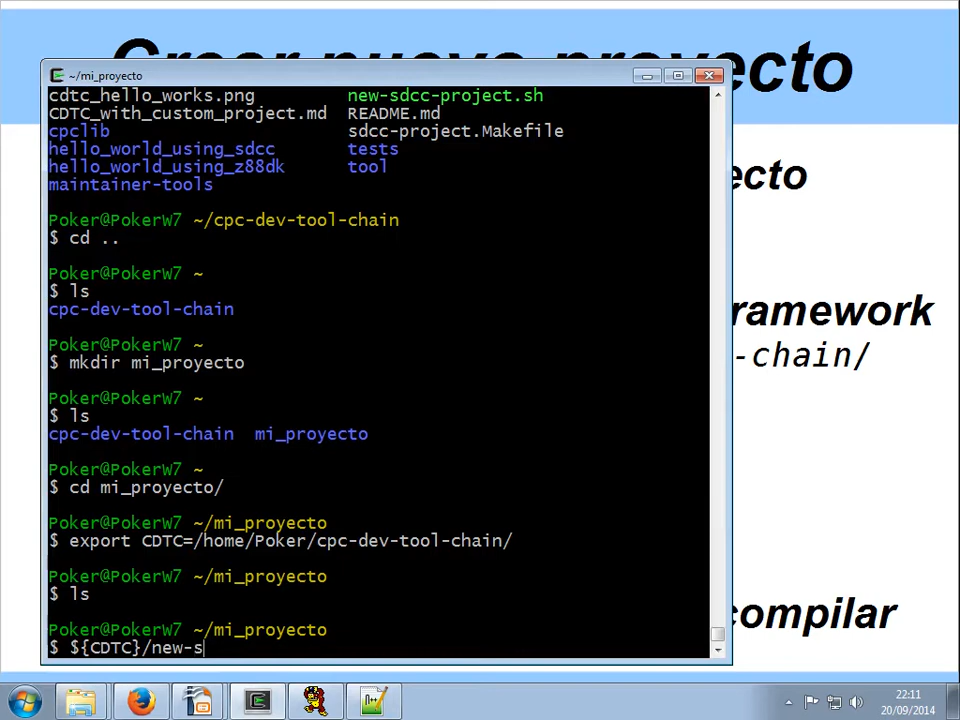 Crear nuevo proyecto
~/mi_proyecto
cdtc_hello_works.png new-sdcc-project.sh
CDTC_with_custom_project.md README.md
cpclib sdcc-project.Makefile
hello_world_using_sdcc tests
hello_world_using_z88dk tool
maintainer-tools
Poker@PokerW7 ~/cpc-dev-tool-chain
$ cd ..
Poker@PokerW7 ~
$ ls
cpc-dev-tool-chain
Poker@PokerW7 ~
$ mkdir mi_proyecto
Poker@PokerW7 ~
$ ls
cpc-dev-tool-chain mi_proyecto
Poker@PokerW7 ~
$ cd mi_proyecto/
Poker@PokerW7 ~/mi_proyecto
$ export CDTC=/home/Poker/cpc-dev-tool-chain/
Poker@PokerW7 ~/mi_proyecto
$ ls
Poker@PokerW7 ~/mi_proyecto
$ ${CDTC}/new-s
ecto
ramework
-chain/
compilar
22:11
20/09/2014